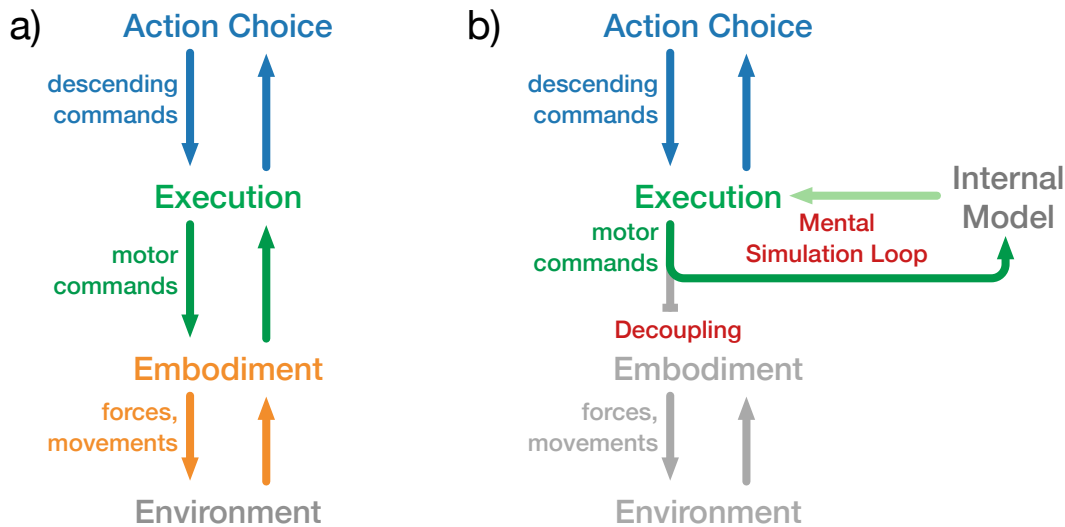 a)
Action Choice
descending
commands
Execution
motor
commands
Embodiment
forces,
movements
Environment
b)
Action Choice
descending
commands
Execution
Internal
Model
motor
commands
Mental
Simulation Loop
Decoupling
Embodiment
forces,
movements
Environment